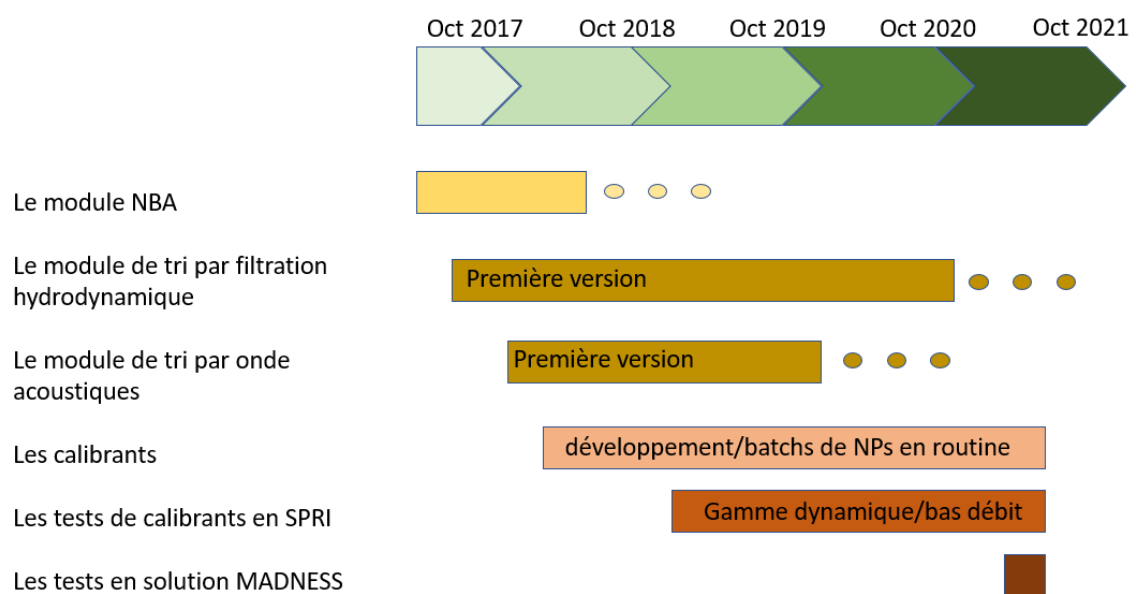 Oct 2017 Oct 2018 Oct 2019 Oct 2020 Oct 2021
Le module NBA
Le module de tri par filtration
hydrodynamique
Première version
Le module de tri par onde
acoustiques
Première version
Les calibrants
développement/batchs de NPs en routine
Les tests de calibrants en SPRI
Gamme dynamique/bas débit
Les tests en solution MADNESS